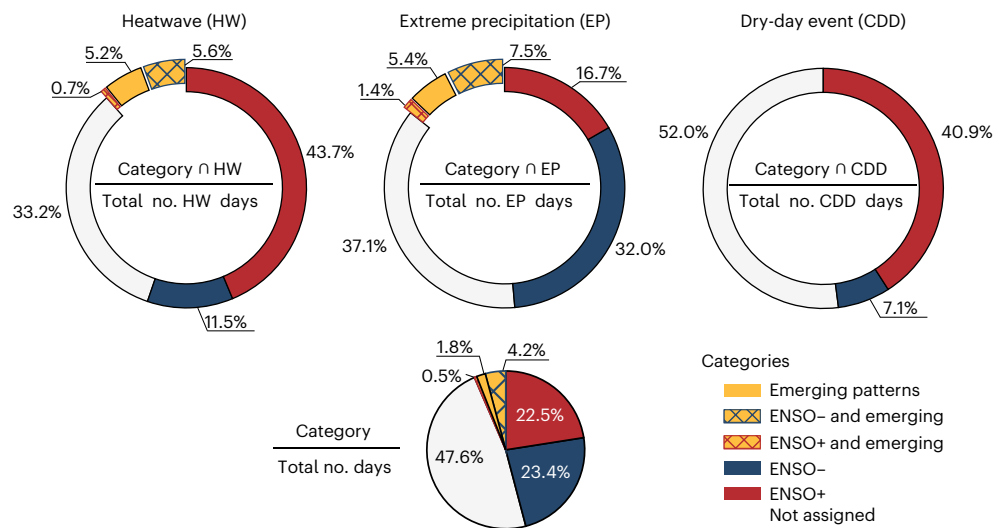 Heatwave (HW)
5.2%
5.6%
0.7%
43.7%
33.2%
11.5%
Category ∩ HW
Total no. HW days
Extreme precipitation (EP)
5.4%
7.5%
1.4%
16.7%
37.1%
32.0%
Category ∩ EP
Total no. EP days
Dry-day event (CDD)
52.0%
40.9%
7.1%
Category ∩ CDD
Total no. CDD days
1.8%
4.2%
0.5%
22.5%
47.6%
23.4%
Category
Total no. days
Categories
Emerging patterns
ENSO– and emerging
ENSO+ and emerging
ENSO–
ENSO+
Not assigned